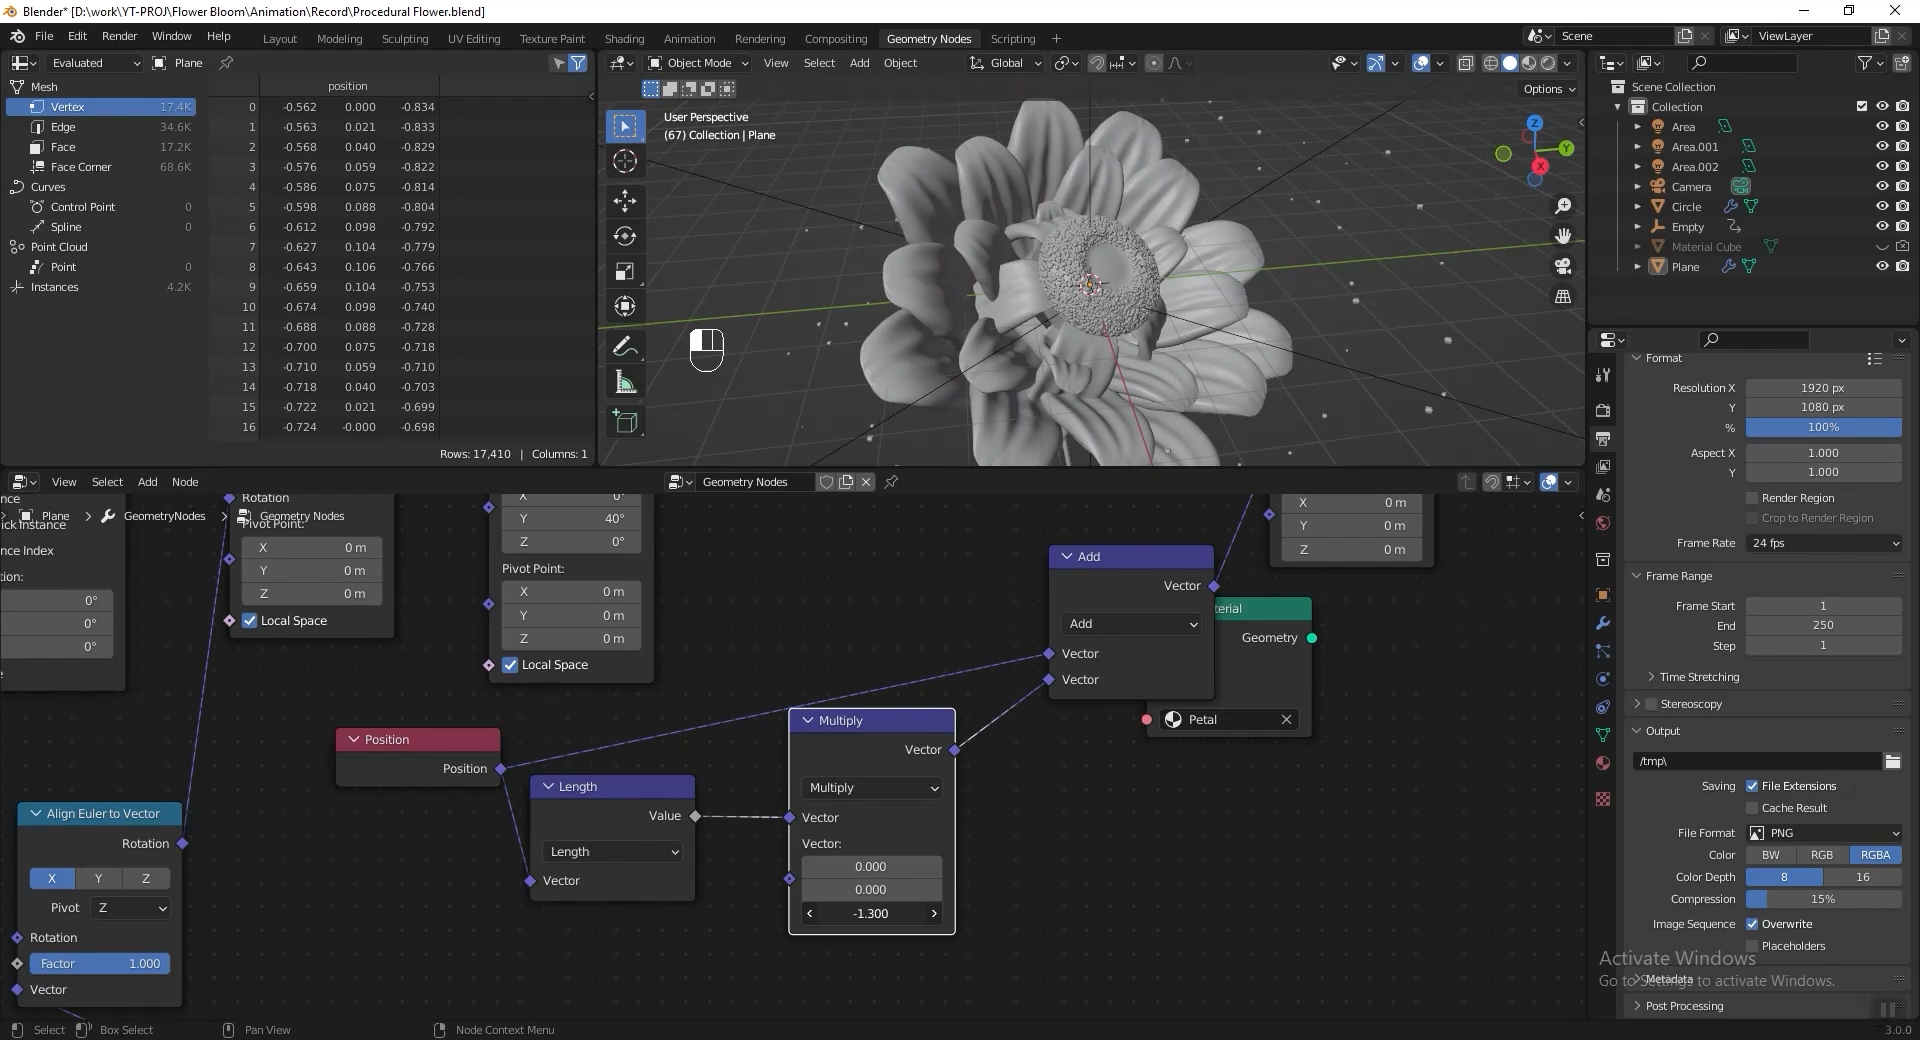 Blender* [D:\work\YT-PROJ\Flower Bloom\Animation\Record\Procedural Flower.blend]
File Edit Render Window Help
Layout Modeling Sculpting UV Editing Texture Paint Shading Animation Rendering Compositing Geometry Nodes Scripting +
Scene
ViewLayer
Evaluated
Plane
Mesh
Vertex 17.4K
Edge 34.6K
Face 17.2K
Face Corner 68.6K
Curves
Control Point 0
Spline 0
Point Cloud
Point 0
Instances 4.2K
position
0 -0.562 0.000 -0.834
1 -0.563 0.021 -0.833
2 -0.568 0.040 -0.829
3 -0.576 0.059 -0.822
4 -0.586 0.075 -0.814
5 -0.598 0.088 -0.804
6 -0.612 0.098 -0.792
7 -0.627 0.104 -0.779
8 -0.643 0.106 -0.766
9 -0.659 0.104 -0.753
10 -0.674 0.098 -0.740
11 -0.688 0.088 -0.728
12 -0.700 0.075 -0.718
13 -0.710 0.059 -0.710
14 -0.718 0.040 -0.703
15 -0.722 0.021 -0.699
16 -0.724 -0.000 -0.698
Rows: 17,410 | Columns: 1
Object Mode View Select Add Object Global
Options
User Perspective
(67) Collection | Plane
Z
Y
X
Scene Collection
Collection
Area
Area.001
Area.002
Camera
Circle
Empty
Material Cube
Plane
Format
Resolution X 1920 px
Y 1080 px
% 100%
Aspect X 1.000
Y 1.000
Render Region
Crop to Render Region
Frame Rate 24 fps
Frame Range
Frame Start 1
End 250
Step 1
Time Stretching
Stereoscopy
Output
/tmp\
Saving File Extensions
Cache Result
File Format PNG
Color BW RGB RGBA
Color Depth 8 16
Compression 15%
Image Sequence Overwrite
Placeholders
Metadata
Post Processing
Activate Windows
Go to Settings to activate Windows.
View Select Add Node
Geometry Nodes
Plane > GeometryNodes > Geometry Nodes
nce
ick Instance
nce Index
tion:
0°
0°
0°
e
Rotation
Pivot Point:
X 0 m
Y 0 m
Z 0 m
Local Space
X 0°
Y 40°
Z 0°
Pivot Point:
X 0 m
Y 0 m
Z 0 m
Local Space
Position
Position
Length
Value
Length
Vector
Multiply
Vector
Multiply
Vector
Vector:
0.000
0.000
-1.300
Add
Vector
Add
Vector
Vector
X 0 m
Y 0 m
Z 0 m
terial
Geometry
Petal
Align Euler to Vector
Rotation
X Y Z
Pivot Z
Rotation
Factor 1.000
Vector
Select Box Select Pan View Node Context Menu
3.0.0